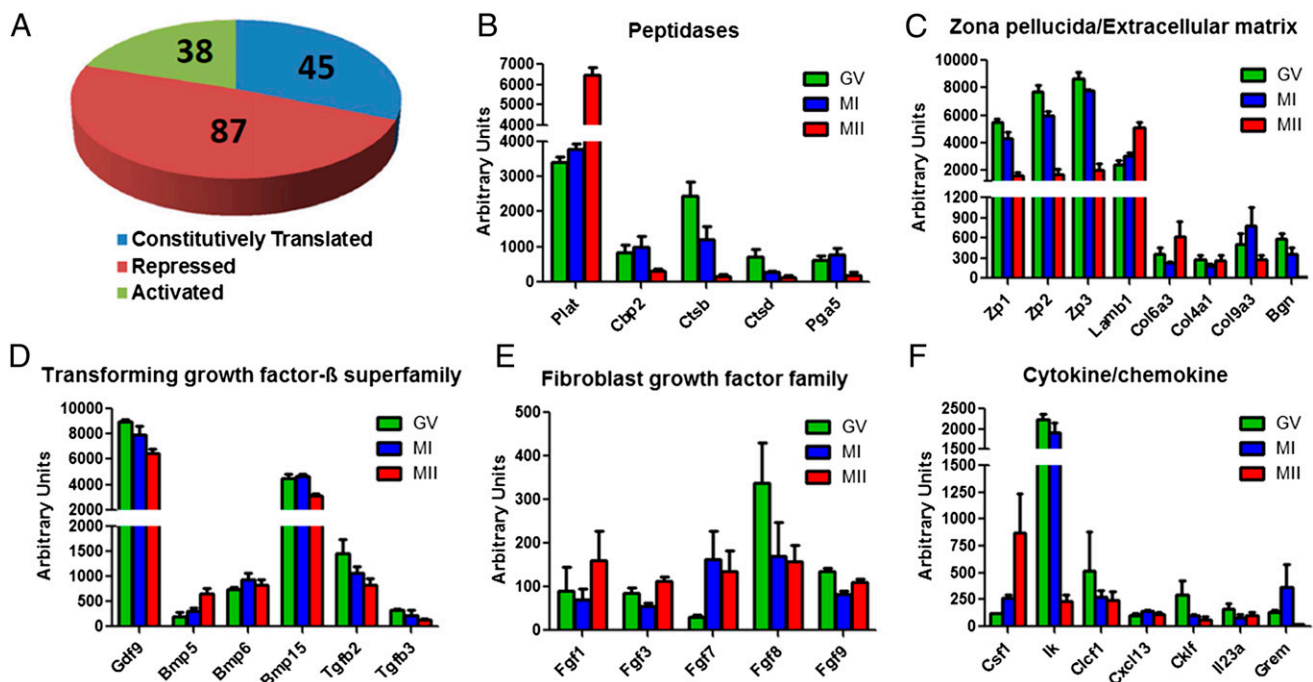 A
38
45
87
Constitutively Translated
Repressed
Activated
B
Peptidases
Arbitrary Units
7000
6000
5000
4000
4000
3000
2000
1000
0
GV
MI
MII
Plat
Cbp2
Ctsb
Ctsd
Pga5
C
Zona pellucida/Extracellular matrix
Arbitrary Units
10000
8000
6000
4000
2000
1200
900
600
300
0
GV
MI
MII
Zp1
Zp2
Zp3
Lamb1
Col6a3
Col4a1
Col9a3
Bgn
D
Transforming growth factor-ß superfamily
Arbitrary Units
10000
8000
6000
4000
2000
2000
1500
1000
500
0
GV
MI
MII
Gdf9
Bmp5
Bmp6
Bmp15
Tgfb2
Tgfb3
E
Fibroblast growth factor family
Arbitrary Units
500
400
300
200
100
0
GV
MI
MII
Fgf1
Fgf3
Fgf7
Fgf8
Fgf9
F
Cytokine/chemokine
Arbitrary Units
2500
2000
1500
1500
1250
1000
750
500
250
0
GV
MI
MII
Csf1
Ik
Clcf1
Cxcl13
Cklf
Il23a
Grem